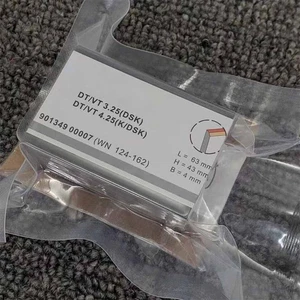 DT/VT 3.25(DSK)
DT/VT 4.25(K/DSK)
901349 00007 (WN 124-162)
L = 63 mm
H = 43 mm
B = 4 mm